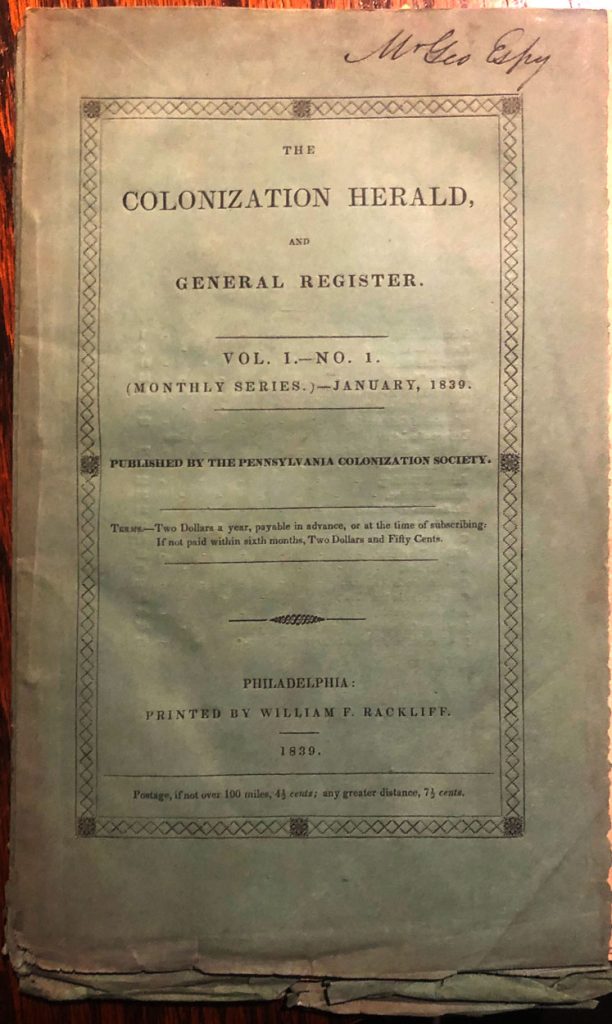 Mr Geo Espy
THE
COLONIZATION HERALD,
AND
GENERAL REGISTER.
VOL. I.—NO. 1.
(MONTHLY SERIES.)—JANUARY, 1839.
PUBLISHED BY THE PENNSYLVANIA COLONIZATION SOCIETY.
TERMS.—Two Dollars a year, payable in advance, or at the time of subscribing:
If not paid within sixth months, Two Dollars and Fifty Cents.
PHILADELPHIA:
PRINTED BY WILLIAM F. RACKLIFF.
1839.
Postage, if not over 100 miles, 4½ cents; any greater distance, 7½ cents.